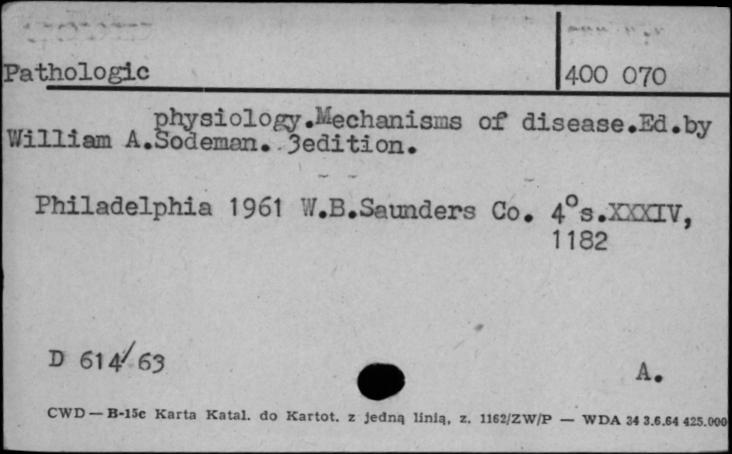 Pathologic
400 070
physiology.Mechanisms of disease.Ed.by
William A.Sodeman. 3edition.
Philadelphia 1961 W.B.Saunders Co. 4°s.XXXIV,
1182
D 614/63
A.
CWD — B-15c Karta Katal. do Kartot. z jedną linią, z. 1162/ZW/P — WDA 34 3.6.64 425.000